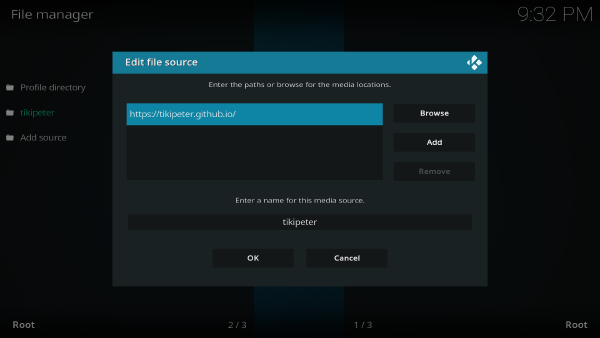 File manager
9:32 PM
Edit file source
Enter the paths or browse for the media locations.
Profile directory
tikipeter
Add source
https://tikipeter.github.io/
Browse
Add
Remove
Enter a name for this media source.
tikipeter
OK
Cancel
Root
2 / 3
1 / 3
Root